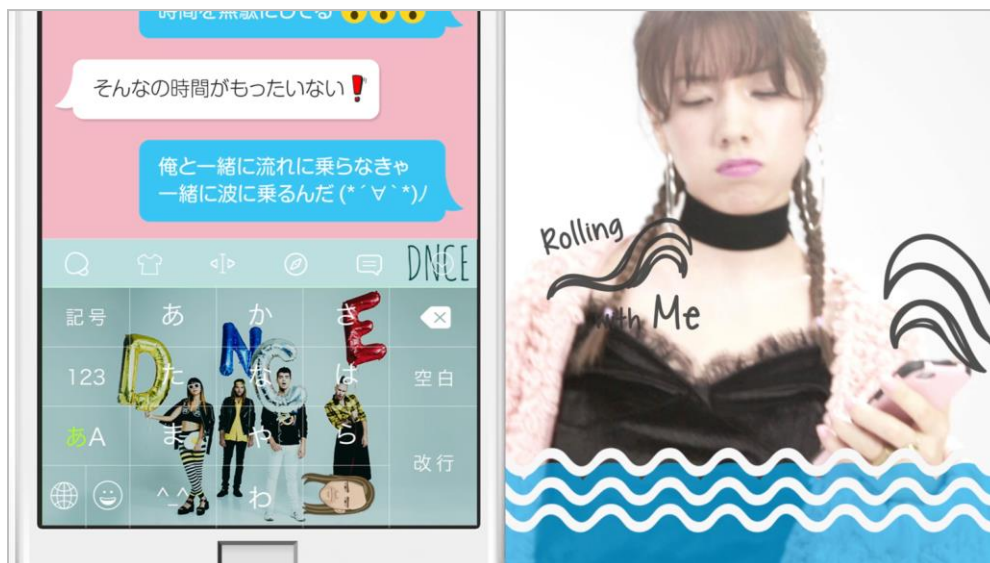 時間を無駄にしてる
そんなの時間がもったいない❗
俺と一緒に流れに乗らなきゃ
一緒に波に乗るんだ (*´∀`*)ノ
DNCE
記号 あ か さ
123 た な は 空白
あA ま や ら
改行
^_^ わ
DNCE
Rolling
with Me